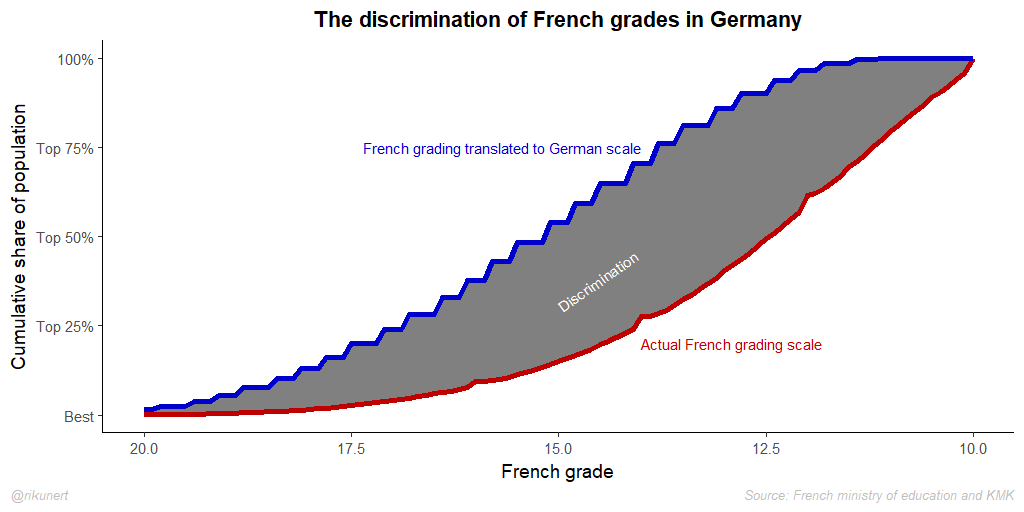 The discrimination of French grades in Germany
Cumulative share of population
100%
Top 75%
Top 50%
Top 25%
Best
French grading translated to German scale
Discrimination
Actual French grading scale
20.0
17.5
15.0
12.5
10.0
French grade
@rikunert
Source: French ministry of education and KMK